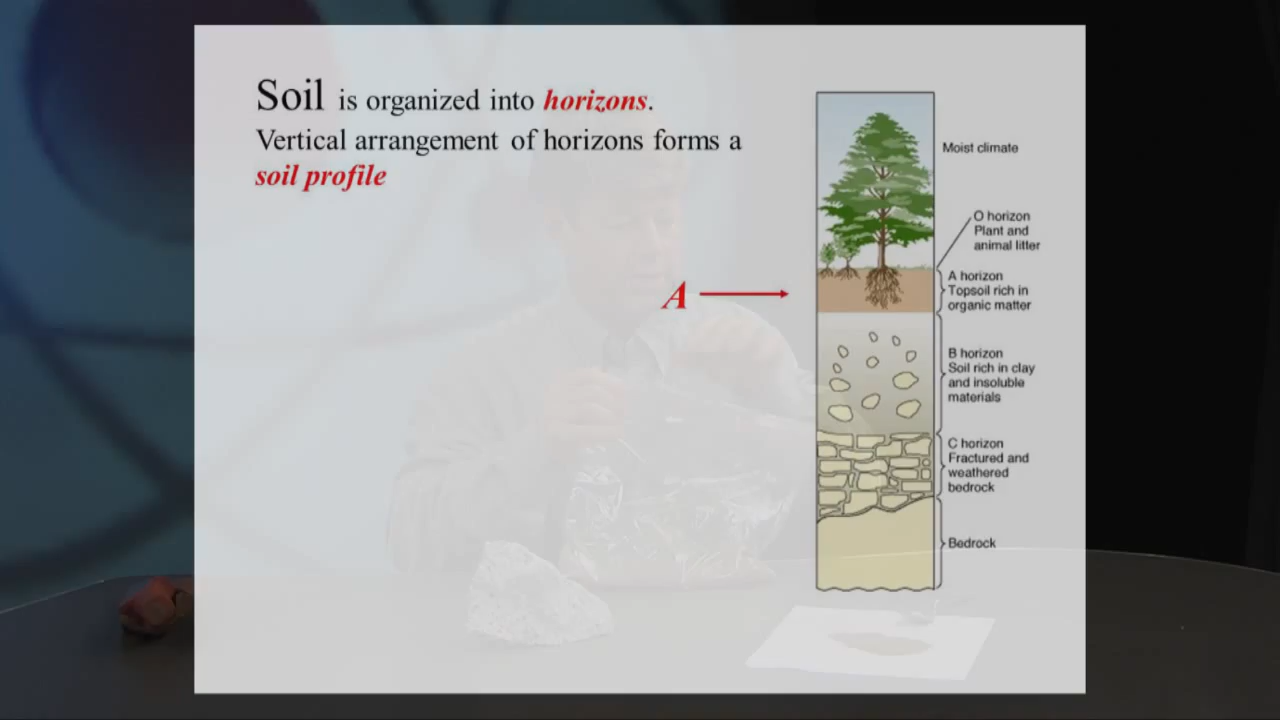 Soil is organized into horizons.
Vertical arrangement of horizons forms a
soil profile
A
Moist climate
O horizon
Plant and
animal litter
A horizon
Topsoil rich in
organic matter
B horizon
Soil rich in clay
and insoluble
materials
C horizon
Fractured and
weathered
bedrock
Bedrock